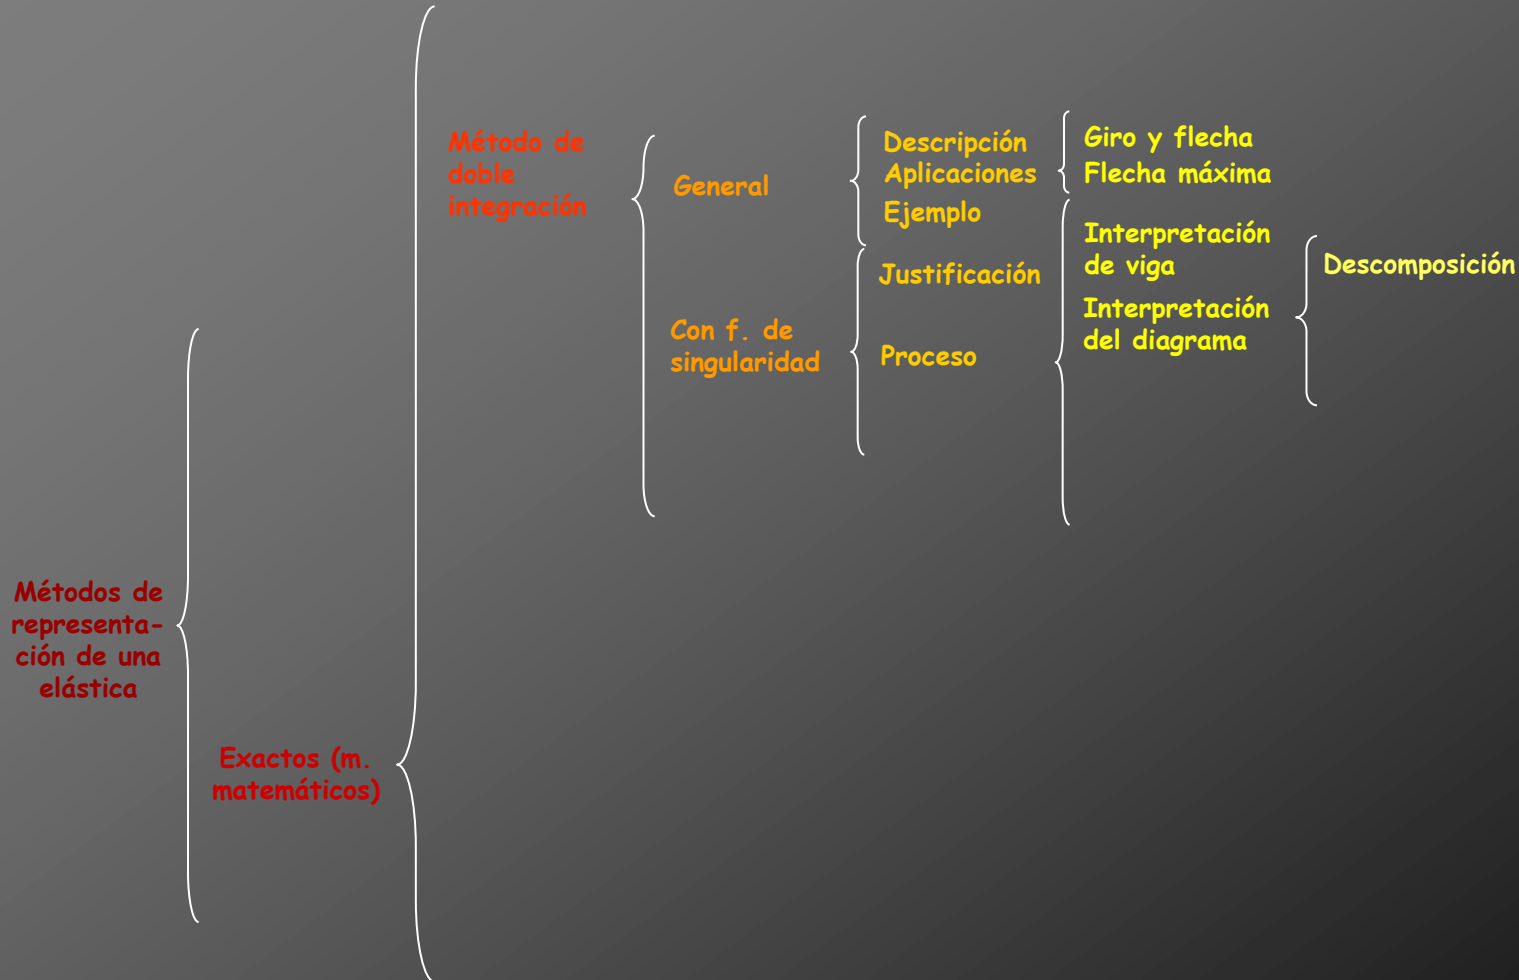 Métodos de
representa-
ción de una
elástica
Exactos (m.
matemáticos)
Método de
doble
integración
General
Descripción
Aplicaciones
Giro y flecha
Flecha máxima
Ejemplo
Con f. de
singularidad
Justificación
Proceso
Interpretación
de viga
Interpretación
del diagrama
Descomposición